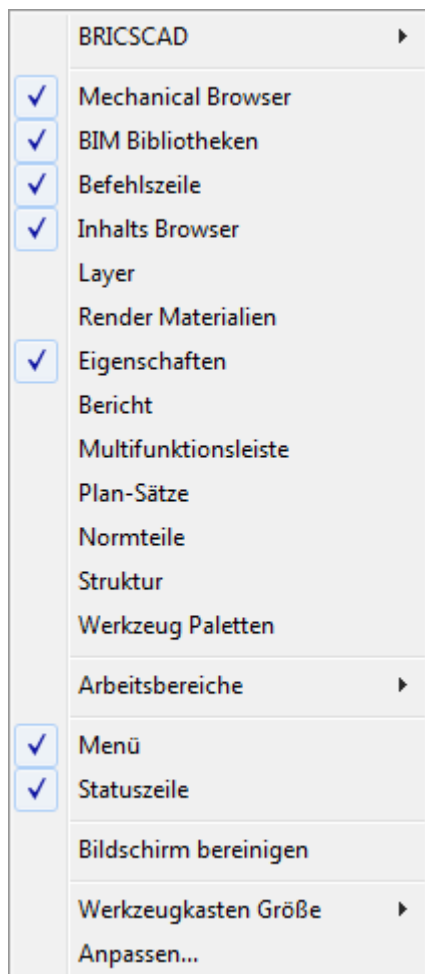 BRICSCAD
Mechanical Browser
BIM Bibliotheken
Befehlszeile
Inhalts Browser
Layer
Render Materialien
Eigenschaften
Bericht
Multifunktionsleiste
Plan-Sätze
Normteile
Struktur
Werkzeug Paletten
Arbeitsbereiche
Menü
Statuszeile
Bildschirm bereinigen
Werkzeugkasten Größe
Anpassen...